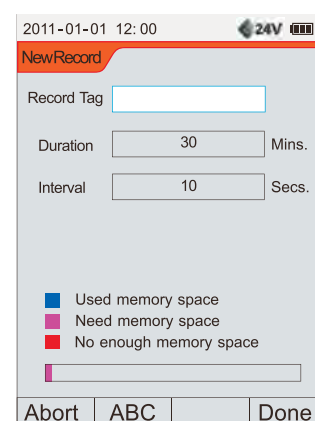 2011-01-01 12:00 24V
NewRecord
Record Tag
Duration 30 Mins.
Interval 10 Secs.
Used memory space
Need memory space
No enough memory space
Abort ABC Done